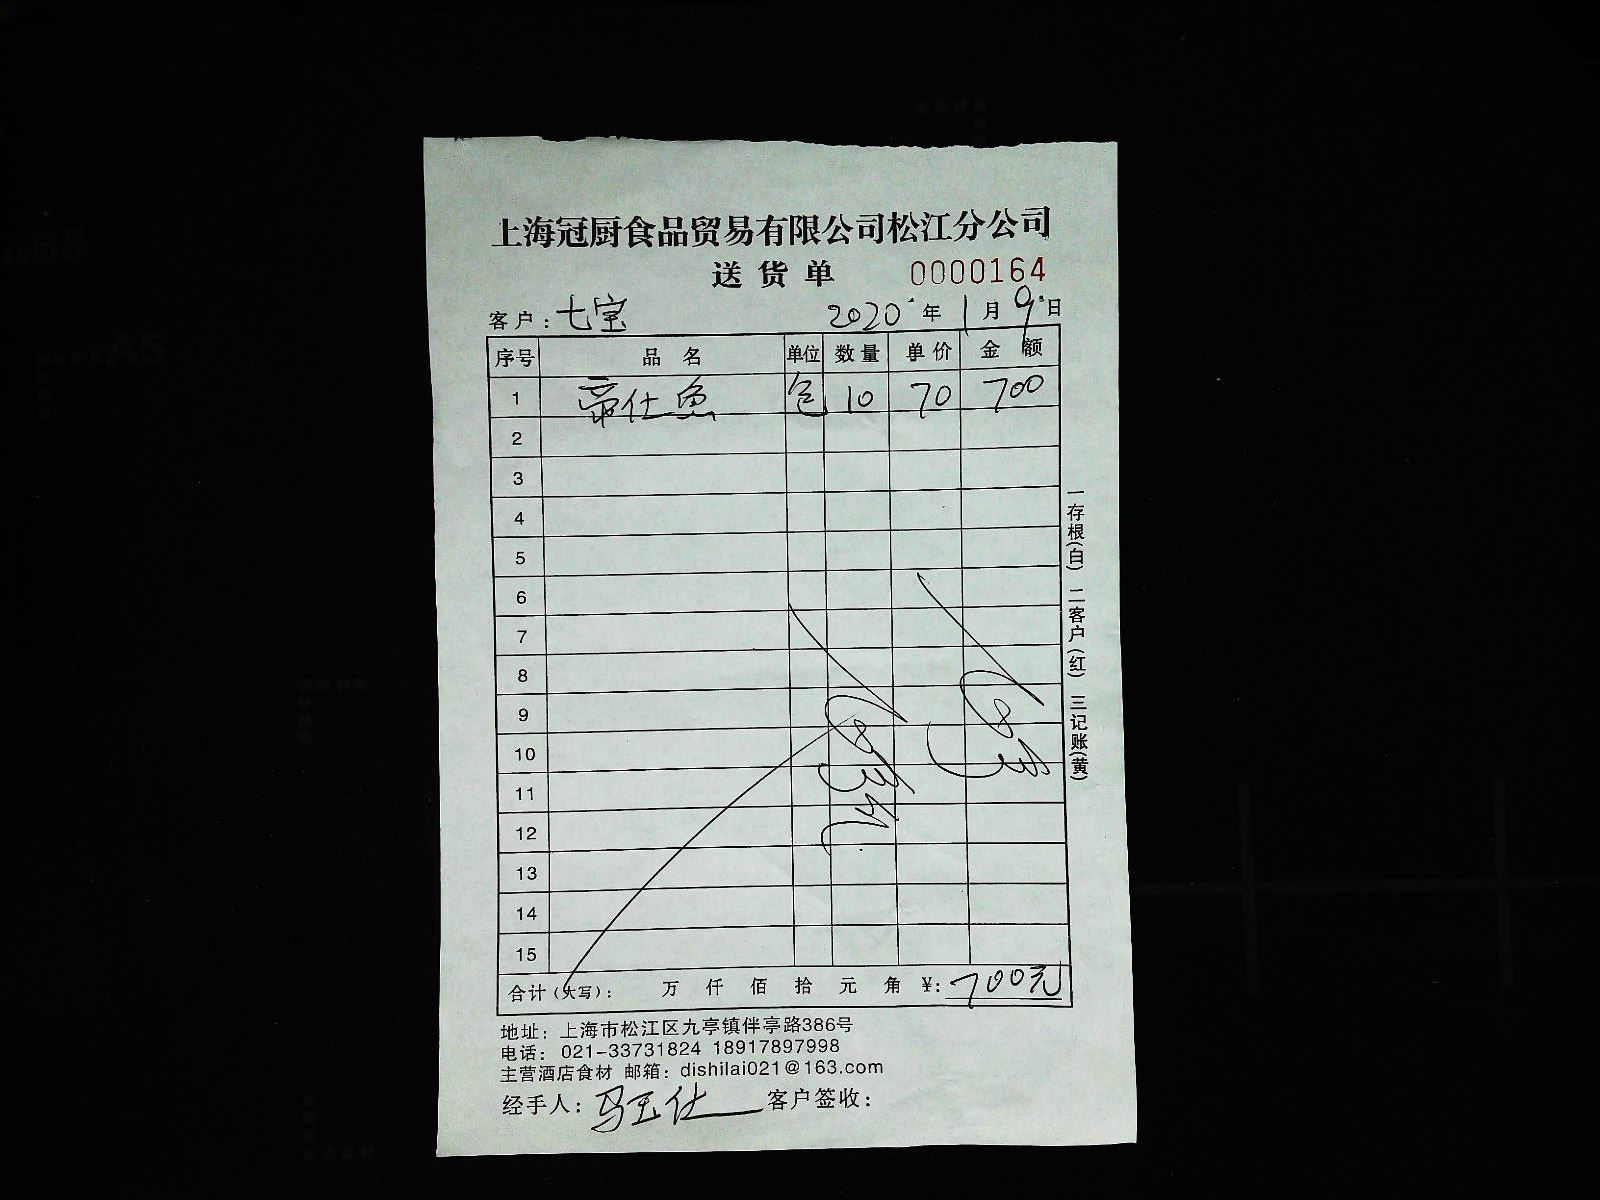 上海冠厨食品贸易有限公司松江分公司
送货单 0000164
客户:七宝 2020年1月9日
序号 品名 单位 数量 单价 金额
1 帝仕鱼 包 10 70 700
2
3
4
5
6
7
8
9
10
11
12
13
14
15
合计(大写): 万 仟 佰 拾 元 角 ¥:700元
一存根(白) 二客户(红) 三记账(黄)
地址:上海市松江区九亭镇伴亭路386号
电话:021-33731824 18917897998
主营酒店食材 邮箱:dishilai021@163.com
经手人:马玉仕 客户签收: